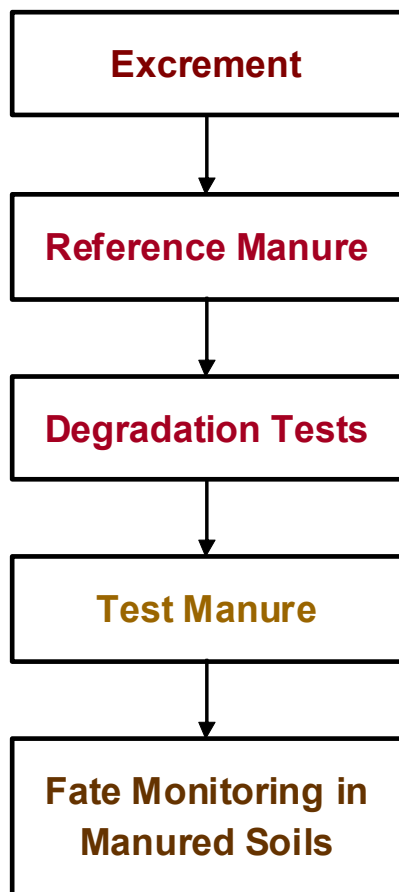 Excrement
Reference Manure
Degradation Tests
Test Manure
Fate Monitoring in
Manured Soils